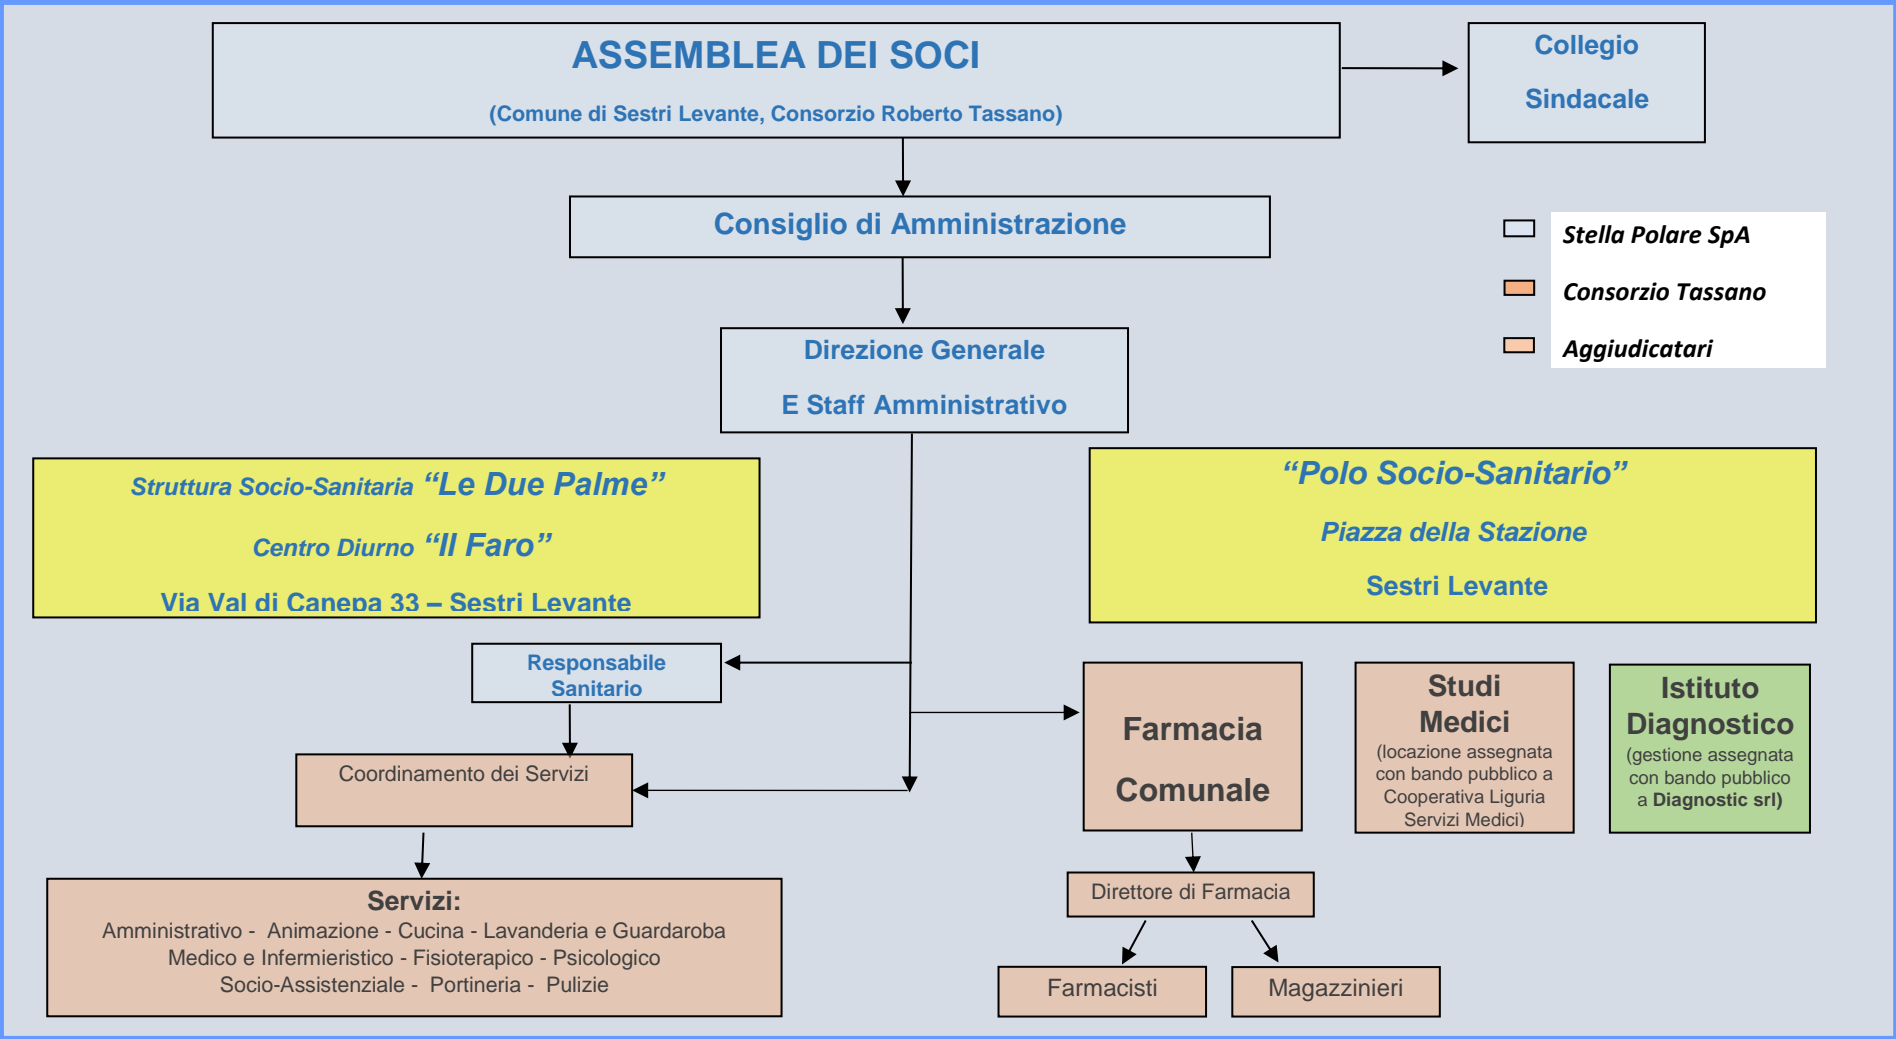 ASSEMBLEA DEI SOCI
(Comune di Sestri Levante, Consorzio Roberto Tassano)
Collegio
Sindacale
Consiglio di Amministrazione
Stella Polare SpA
Consorzio Tassano
Aggiudicatari
Direzione Generale
E Staff Amministrativo
Struttura Socio-Sanitaria “Le Due Palme”
Centro Diurno “Il Faro”
Via Val di Canepa 33 – Sestri Levante
“Polo Socio-Sanitario”
Piazza della Stazione
Sestri Levante
Responsabile
Sanitario
Coordinamento dei Servizi
Servizi:
Amministrativo - Animazione - Cucina - Lavanderia e Guardaroba
Medico e Infermieristico - Fisioterapico - Psicologico
Socio-Assistenziale - Portineria - Pulizie
Farmacia
Comunale
Studi
Medici
(locazione assegnata
con bando pubblico a
Cooperativa Liguria
Servizi Medici)
Istituto
Diagnostico
(gestione assegnata
con bando pubblico
a Diagnostic srl)
Direttore di Farmacia
Farmacisti
Magazzinieri